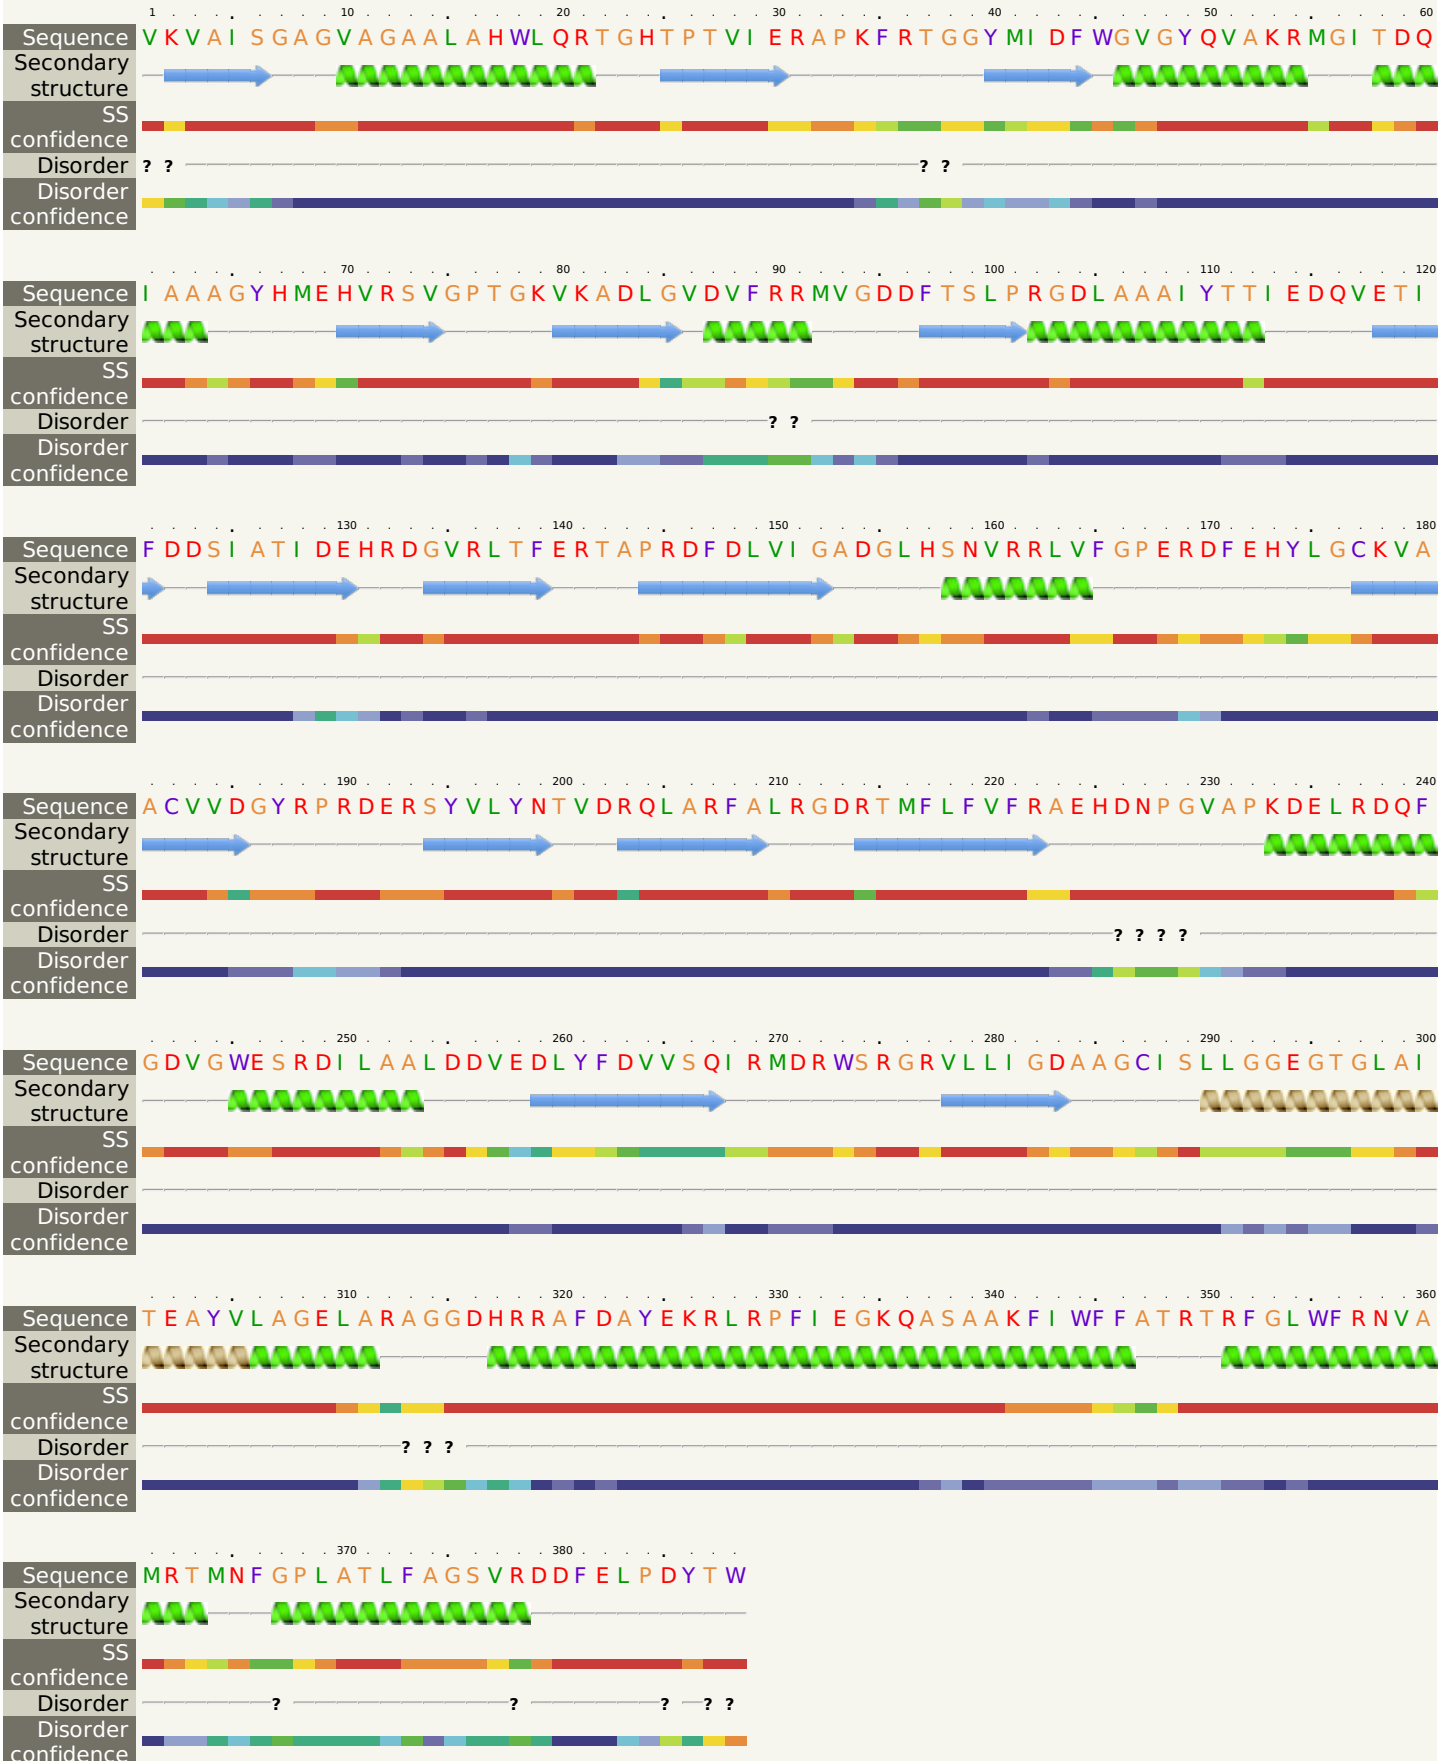 1 10 20 30 40 50 60
Sequence VKVAISGAGVAGAALAHWLQRTGHTPTVIERAPKFRTGGYMIDFWGVGYQVAKRMGITDQ
Secondary
structure
SS
confidence
Disorder ? ? ? ?
Disorder
confidence
70 80 90 100 110 120
Sequence IAAAGYHMEHVRSVGPTGKVKADLGVDVFRRMVGDDFTSLPRGDLAAAIYTTIEDQVETI
Secondary
structure
SS
confidence
Disorder ? ?
Disorder
confidence
130 140 150 160 170 180
Sequence FDDSIATIDEHRDGVRLTFERTAPRDFDLVIGADGLHSNVRRLVFGPERDFEHYLGCKVA
Secondary
structure
SS
confidence
Disorder
Disorder
confidence
190 200 210 220 230 240
Sequence ACVVDGYRPRDERSYVLYNTVDRQLARFALRGDRTMFLFVFRAEHDNPGVAPKDELRDQF
Secondary
structure
SS
confidence
Disorder ? ? ? ?
Disorder
confidence
250 260 270 280 290 300
Sequence GDVGWESRDILAALDDVEDLYFDVVSQIRMDRWSRGRVLLIGDAAGCISLLGGEGTGLAI
Secondary
structure
SS
confidence
Disorder
Disorder
confidence
310 320 330 340 350 360
Sequence TEAYVLAGELARAGGDHRRAFDAYEKRLRPFIEGKQASAAKFIWFFATRTRFGLWFRNVA
Secondary
structure
SS
confidence
Disorder ? ? ?
Disorder
confidence
370 380
Sequence MRTMNFGPLATLFAGSVRDDFELPDYTW
Secondary
structure
SS
confidence
Disorder ? ? ? ? ?
Disorder
confidence